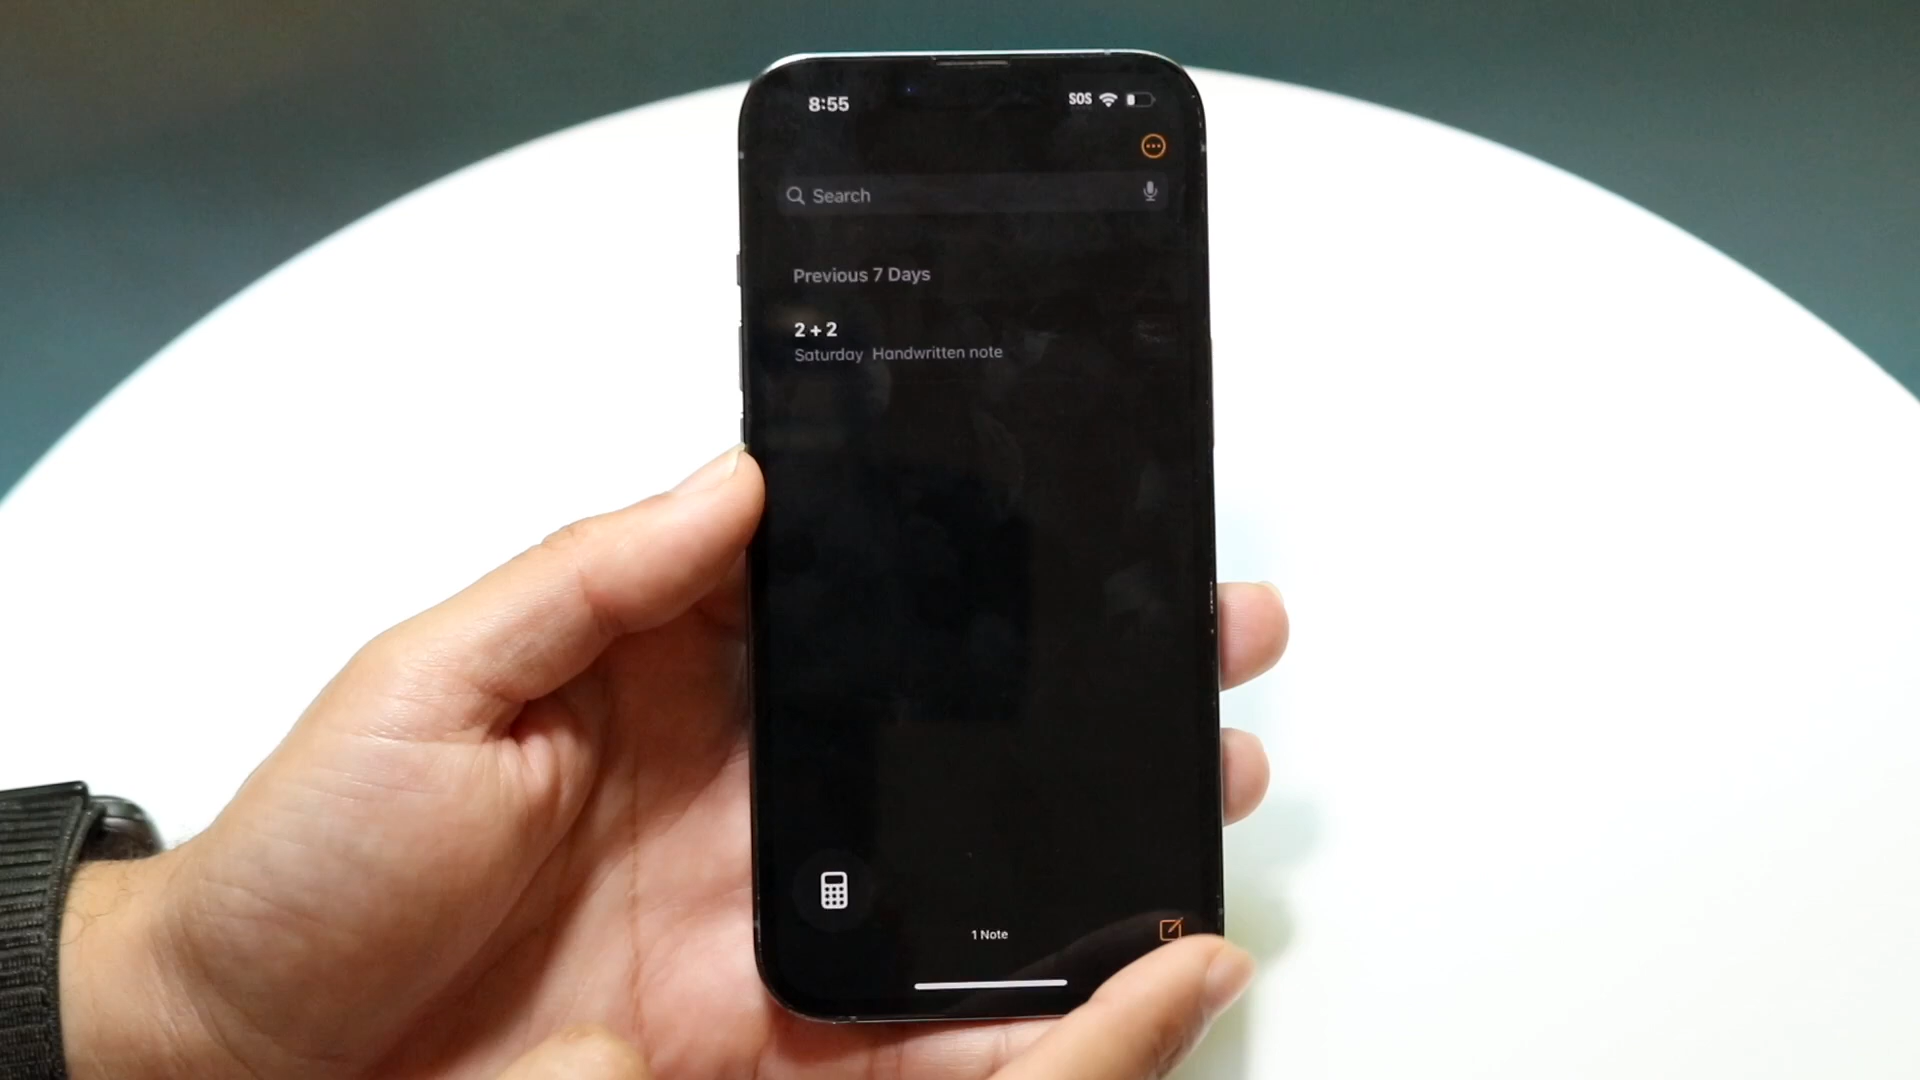 8:55 SOS
Search
Previous 7 Days
2 + 2
Saturday Handwritten note
1 Note